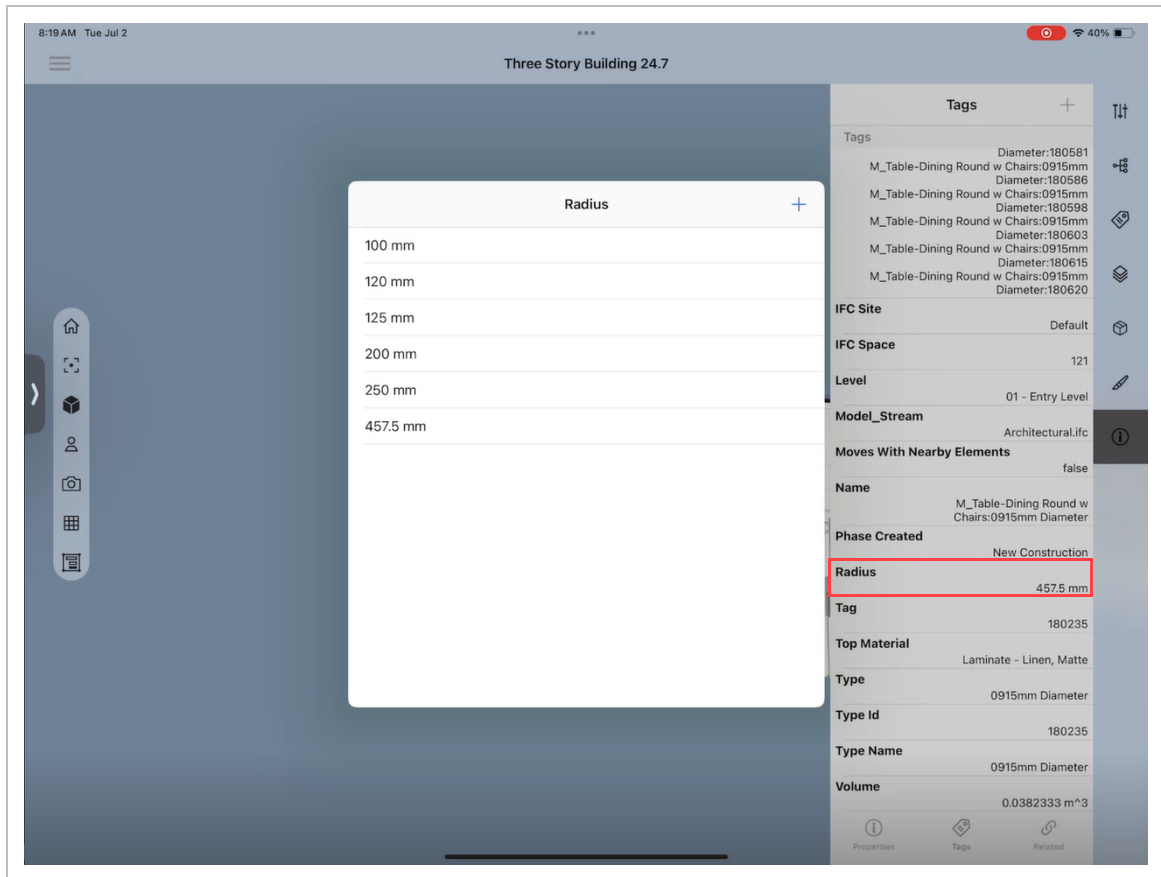 8:19 AM Tue Jul 2
40%
Three Story Building 24.7
Radius
100 mm
120 mm
125 mm
200 mm
250 mm
457.5 mm
Tags
Tags
Diameter:180581
M_Table-Dining Round w Chairs:0915mm
Diameter:180586
M_Table-Dining Round w Chairs:0915mm
Diameter:180598
M_Table-Dining Round w Chairs:0915mm
Diameter:180603
M_Table-Dining Round w Chairs:0915mm
Diameter:180615
M_Table-Dining Round w Chairs:0915mm
Diameter:180620
IFC Site
Default
IFC Space
121
Level
01 - Entry Level
Model_Stream
Architectural.ifc
Moves With Nearby Elements
false
Name
M_Table-Dining Round w
Chairs:0915mm Diameter
Phase Created
New Construction
Radius
457.5 mm
Tag
180235
Top Material
Laminate - Linen, Matte
Type
0915mm Diameter
Type Id
180235
Type Name
0915mm Diameter
Volume
0.0382333 m^3
Properties
Tags
Related